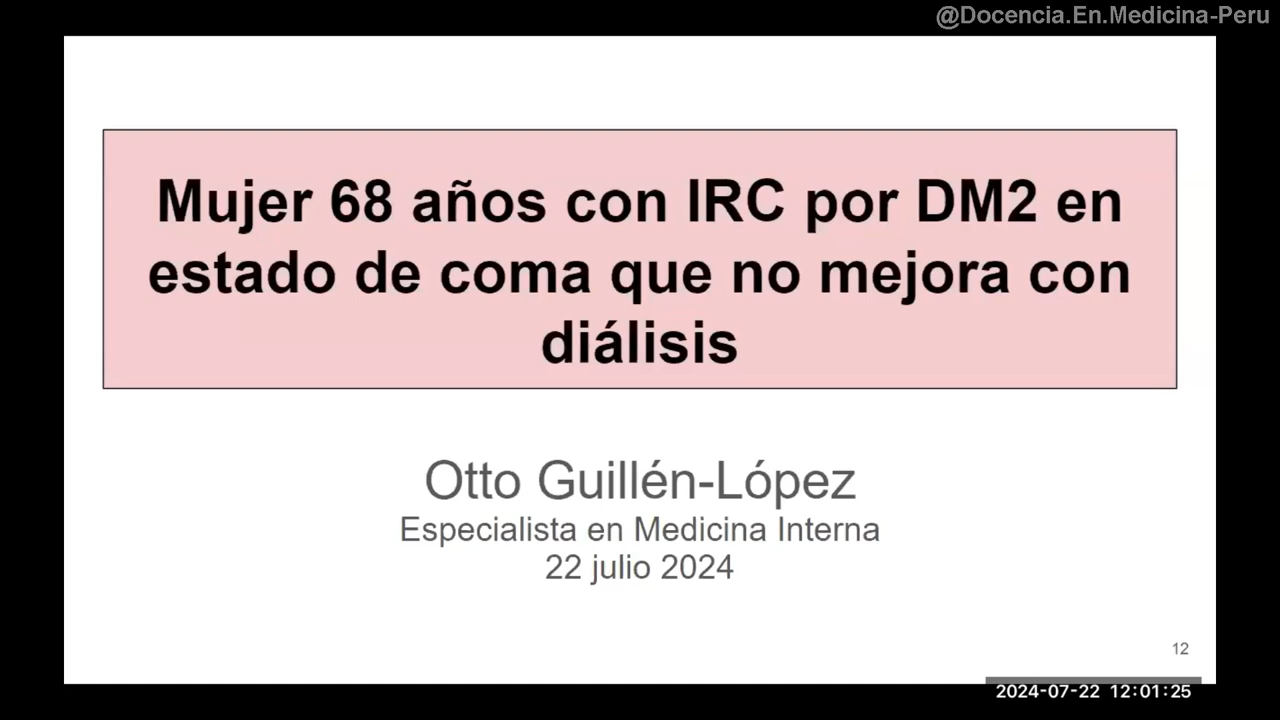 @Docencia.En.Medicina-Peru
Mujer 68 años con IRC por DM2 en
estado de coma que no mejora con
diálisis
Otto Guillén-López
Especialista en Medicina Interna
22 julio 2024
12
2024-07-22 12:01:25